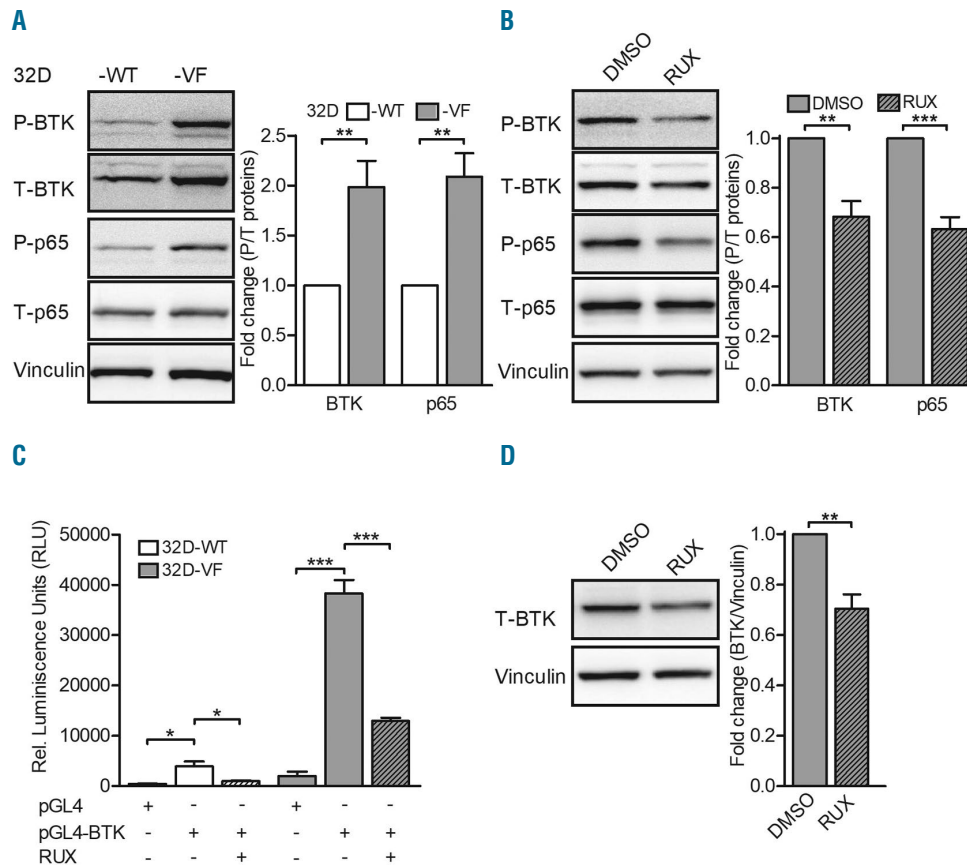 A
32D
-WT
-VF
P-BTK
T-BTK
P-p65
T-p65
Vinculin
32D -WT -VF
Fold change (P/T proteins)
2.5
2.0
1.5
1.0
0.5
0.0
** **
BTK p65
B
DMSO RUX
P-BTK
T-BTK
P-p65
T-p65
Vinculin
DMSO RUX
Fold change (P/T proteins)
1.0
0.8
0.6
0.4
0.2
0.0
** ***
BTK p65
C
Rel. Luminiscence Units (RLU)
50000
40000
30000
20000
10000
0
32D-WT
32D-VF
* * *** ***
pGL4 + - - + - -
pGL4-BTK - + + - + +
RUX - - + - - +
D
DMSO RUX
T-BTK
Vinculin
Fold change (BTK/Vinculin)
1.0
0.8
0.6
0.4
0.2
0.0
**
DMSO RUX